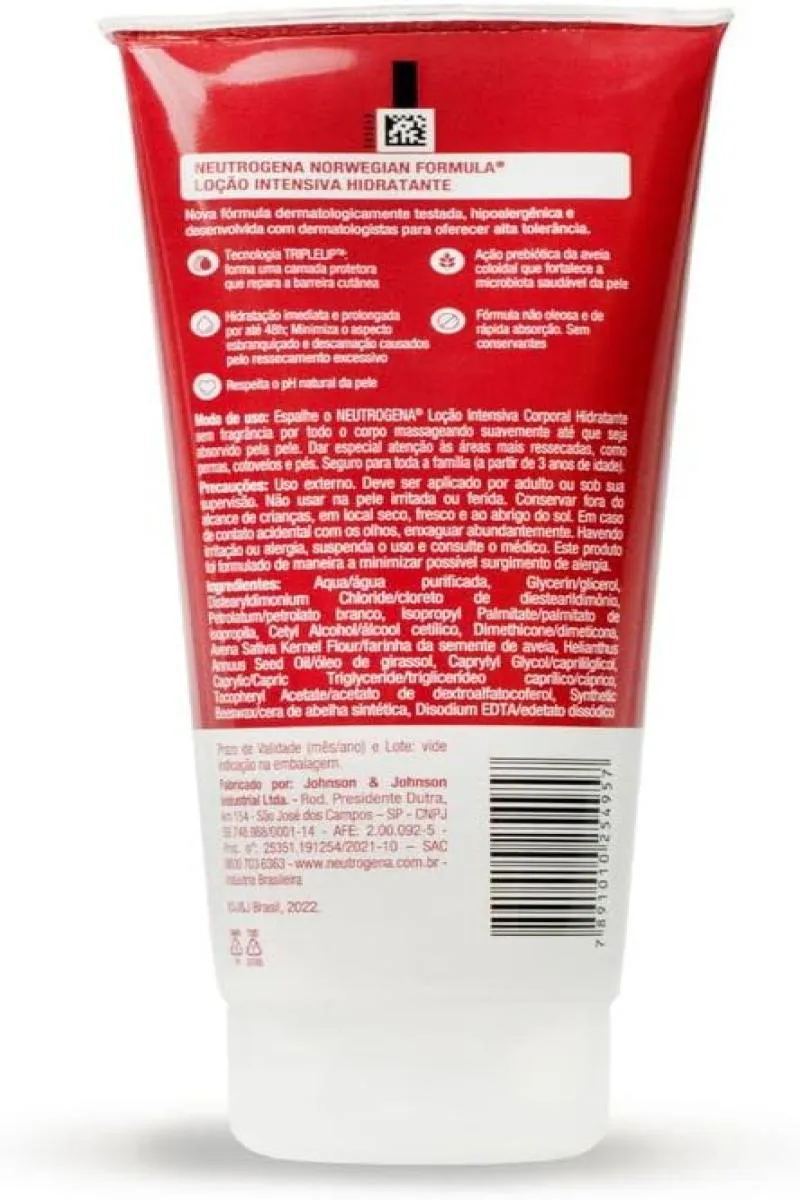 NEUTROGENA NORWEGIAN FORMULA®
LOÇÃO INTENSIVA HIDRATANTE
Nova fórmula dermatologicamente testada, hipoalergênica e
desenvolvida com dermatologistas para oferecer alta tolerância.
Tecnologia TRIPLELIP™:
forma uma camada protetora
que repara a barreira cutânea
Ação prebiótica da aveia
coloidal que fortalece a
microbiota saudável da pele
Hidratação imediata e prolongada
por até 48h; Minimiza o aspecto
esbranquiçado e descamação causados
pelo ressecamento excessivo
Fórmula não oleosa e de
rápida absorção. Sem
conservantes
Respeita o pH natural da pele
Modo de uso: Espalhe o NEUTROGENA® Loção Intensiva Corporal Hidratante
sem fragrância por todo o corpo massageando suavemente até que seja
absorvido pela pele. Dar especial atenção às áreas mais ressecadas, como
pernas, cotovelos e pés. Seguro para toda a família (a partir de 3 anos de idade).
Precauções: Uso externo. Deve ser aplicado por adulto ou sob sua
supervisão. Não usar na pele irritada ou ferida. Conservar fora do
alcance de crianças, em local seco, fresco e ao abrigo do sol. Em caso
de contato acidental com os olhos, enxaguar abundantemente. Havendo
irritação ou alergia, suspenda o uso e consulte o médico. Este produto
foi formulado de maneira a minimizar possível surgimento de alergia.
Ingredientes: Aqua/água purificada, Glycerin/glicerol,
Distearyldimonium Chloride/cloreto de diestearildimônio,
Petrolatum/petrolato branco, Isopropyl Palmitate/palmitato de
isopropila, Cetyl Alcohol/álcool cetílico, Dimethicone/dimeticona,
Avena Sativa Kernel Flour/farinha da semente de aveia, Helianthus
Annuus Seed Oil/óleo de girassol, Caprylyl Glycol/caprililglicol,
Caprylic/Capric Triglyceride/triglicerídeo caprílico/cáprico,
Tocopheryl Acetate/acetato de dextroalfatocoferol, Synthetic
Beeswax/cera de abelha sintética, Disodium EDTA/edetato dissódico
Prazo de Validade (mês/ano) e Lote: vide
indicação na embalagem.
Fabricado por: Johnson & Johnson
Industrial Ltda. - Rod. Presidente Dutra,
km 154 - São José dos Campos – SP - CNPJ
59.748.988/0001-14 - AFE: 2.00.092-5 -
Proc. nº: 25351.191254/2021-10 – SAC
0800 703 6363 - www.neutrogena.com.br -
Indústria Brasileira
©J&J Brasil, 2022.
7 891010 254957